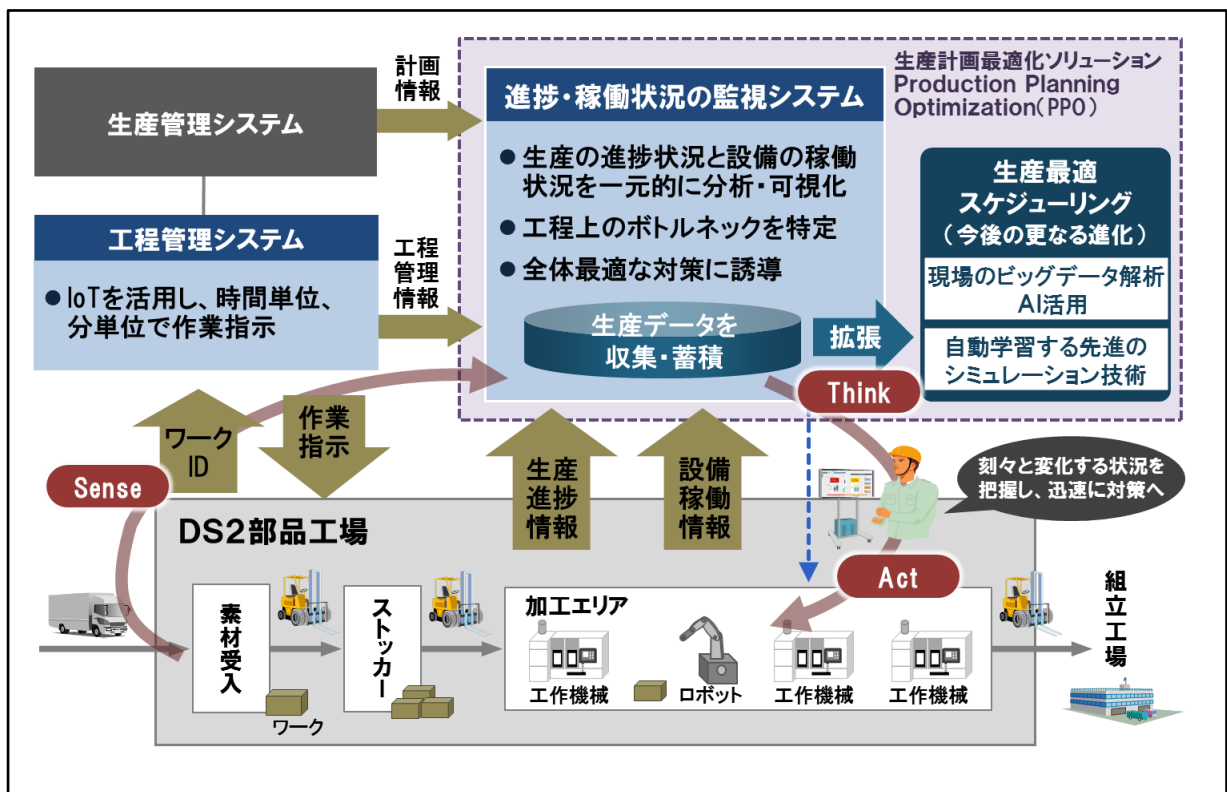 生産管理システム
計画
情報
工程管理システム
● IoTを活用し、時間単位、
分単位で作業指示
工程
管理
情報
生産計画最適化ソリューション
Production Planning
Optimization(PPO)
進捗・稼働状況の監視システム
● 生産の進捗状況と設備の稼働
状況を一元的に分析・可視化
● 工程上のボトルネックを特定
● 全体最適な対策に誘導
生産データを
収集・蓄積
拡張
生産最適
スケジューリング
(今後の更なる進化)
現場のビッグデータ解析
AI活用
自動学習する先進の
シミュレーション技術
Sense
ワーク
ID
作業
指示
生産
進捗
情報
設備
稼働
情報
Think
刻々と変化する状況を
把握し、迅速に対策へ
Act
DS2部品工場
素材受入
ワーク
ストッカー
加工エリア
工作機械
ロボット
工作機械
工作機械
組立工場